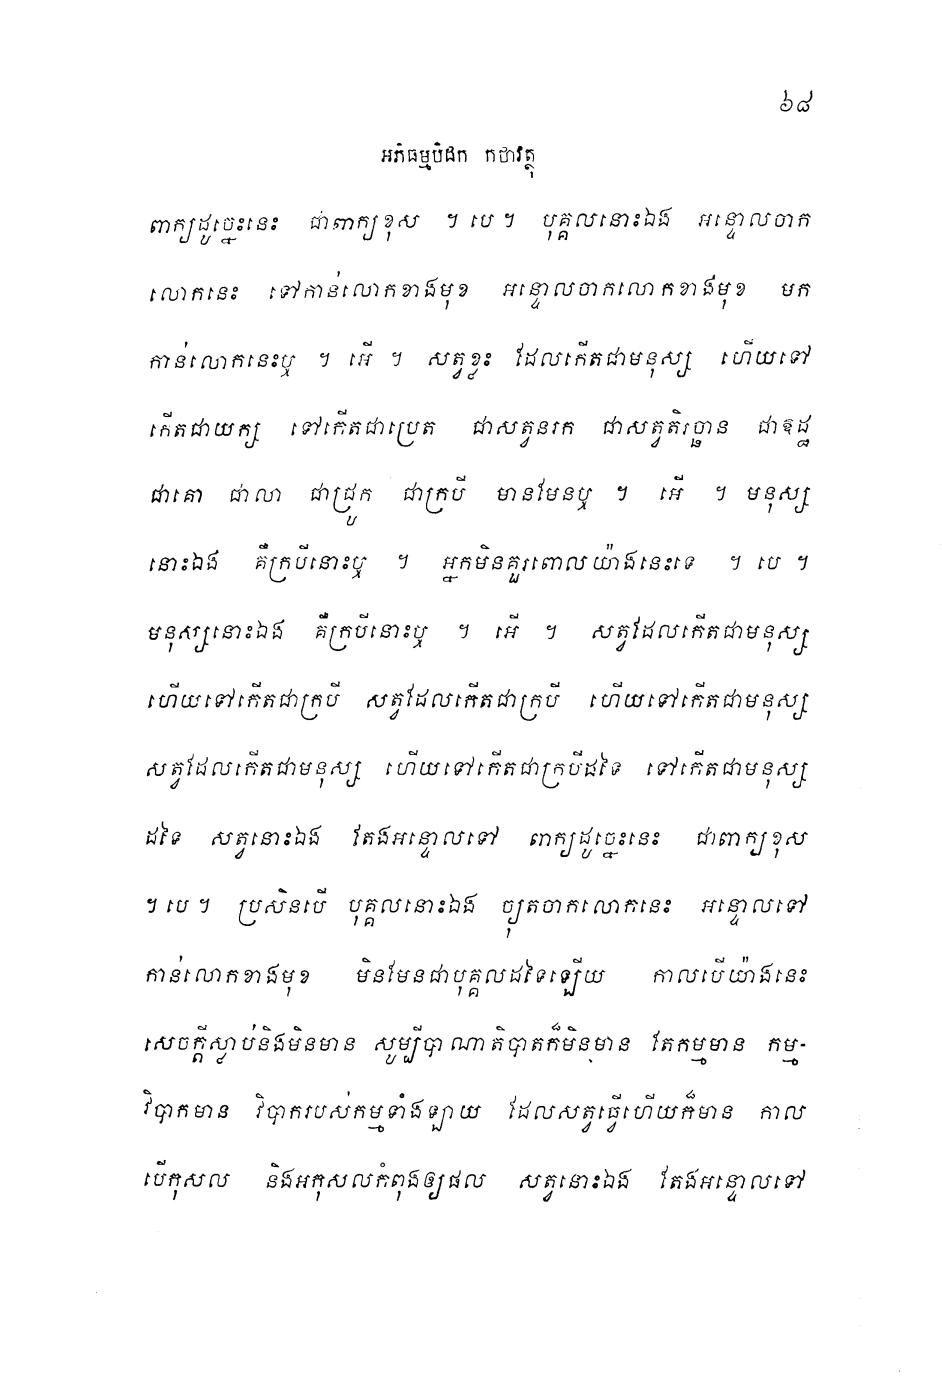 ៦៨
អភិធម្មបិដក កថាវត្ថុ
ពាក្យដូច្នេះនេះ ជាពាក្យខុស ។ បេ ។ បុគ្គលនោះឯង អន្ទោលចាក
លោកនេះ ទៅកាន់លោកខាងមុខ អន្ទោលចាកលោកខាងមុខ មក
កាន់លោកនេះឬ ។ អើ ។ សត្វខ្លះ ដែលកើតជាមនុស្ស ហើយទៅ
កើតជាយក្ស ទៅកើតជាប្រេត ជាសត្វនរក ជាសត្វតិរច្ឆាន ជាឱដ្ឋ
ជាគោ ជាលា ជាជ្រូក ជាក្របី មានមែនឬ ។ អើ ។ មនុស្ស
នោះឯង គឺក្របីនោះឬ ។ អ្នកមិនគួរពោលយ៉ាងនេះទេ ។ បេ ។
មនុស្សនោះឯង គឺក្របីនោះឬ ។ អើ ។ សត្វដែលកើតជាមនុស្ស
ហើយទៅកើតជាក្របី សត្វដែលកើតជាក្របី ហើយទៅកើតជាមនុស្ស
សត្វដែលកើតជាមនុស្ស ហើយទៅកើតជាក្របីដទៃ ទៅកើតជាមនុស្ស
ដទៃ សត្វនោះឯង តែងអន្ទោលទៅ ពាក្យដូច្នេះនេះ ជាពាក្យខុស
។ បេ ។ ប្រសិនបើ បុគ្គលនោះឯង ច្យុតចាកលោកនេះ អន្ទោលទៅ
កាន់លោកខាងមុខ មិនមែនជាបុគ្គលដទៃឡើយ កាលបើយ៉ាងនេះ
សេចក្តីស្លាប់នឹងមិនមាន សូម្បីបាណាតិបាតក៏មិនមាន តែកម្មមាន កម្ម-
វិបាកមាន វិបាករបស់កម្មទាំងឡាយ ដែលសត្វធ្វើហើយក៏មាន កាល
បើកុសល និងអកុសលកំពុងឲ្យផល សត្វនោះឯង តែងអន្ទោលទៅ